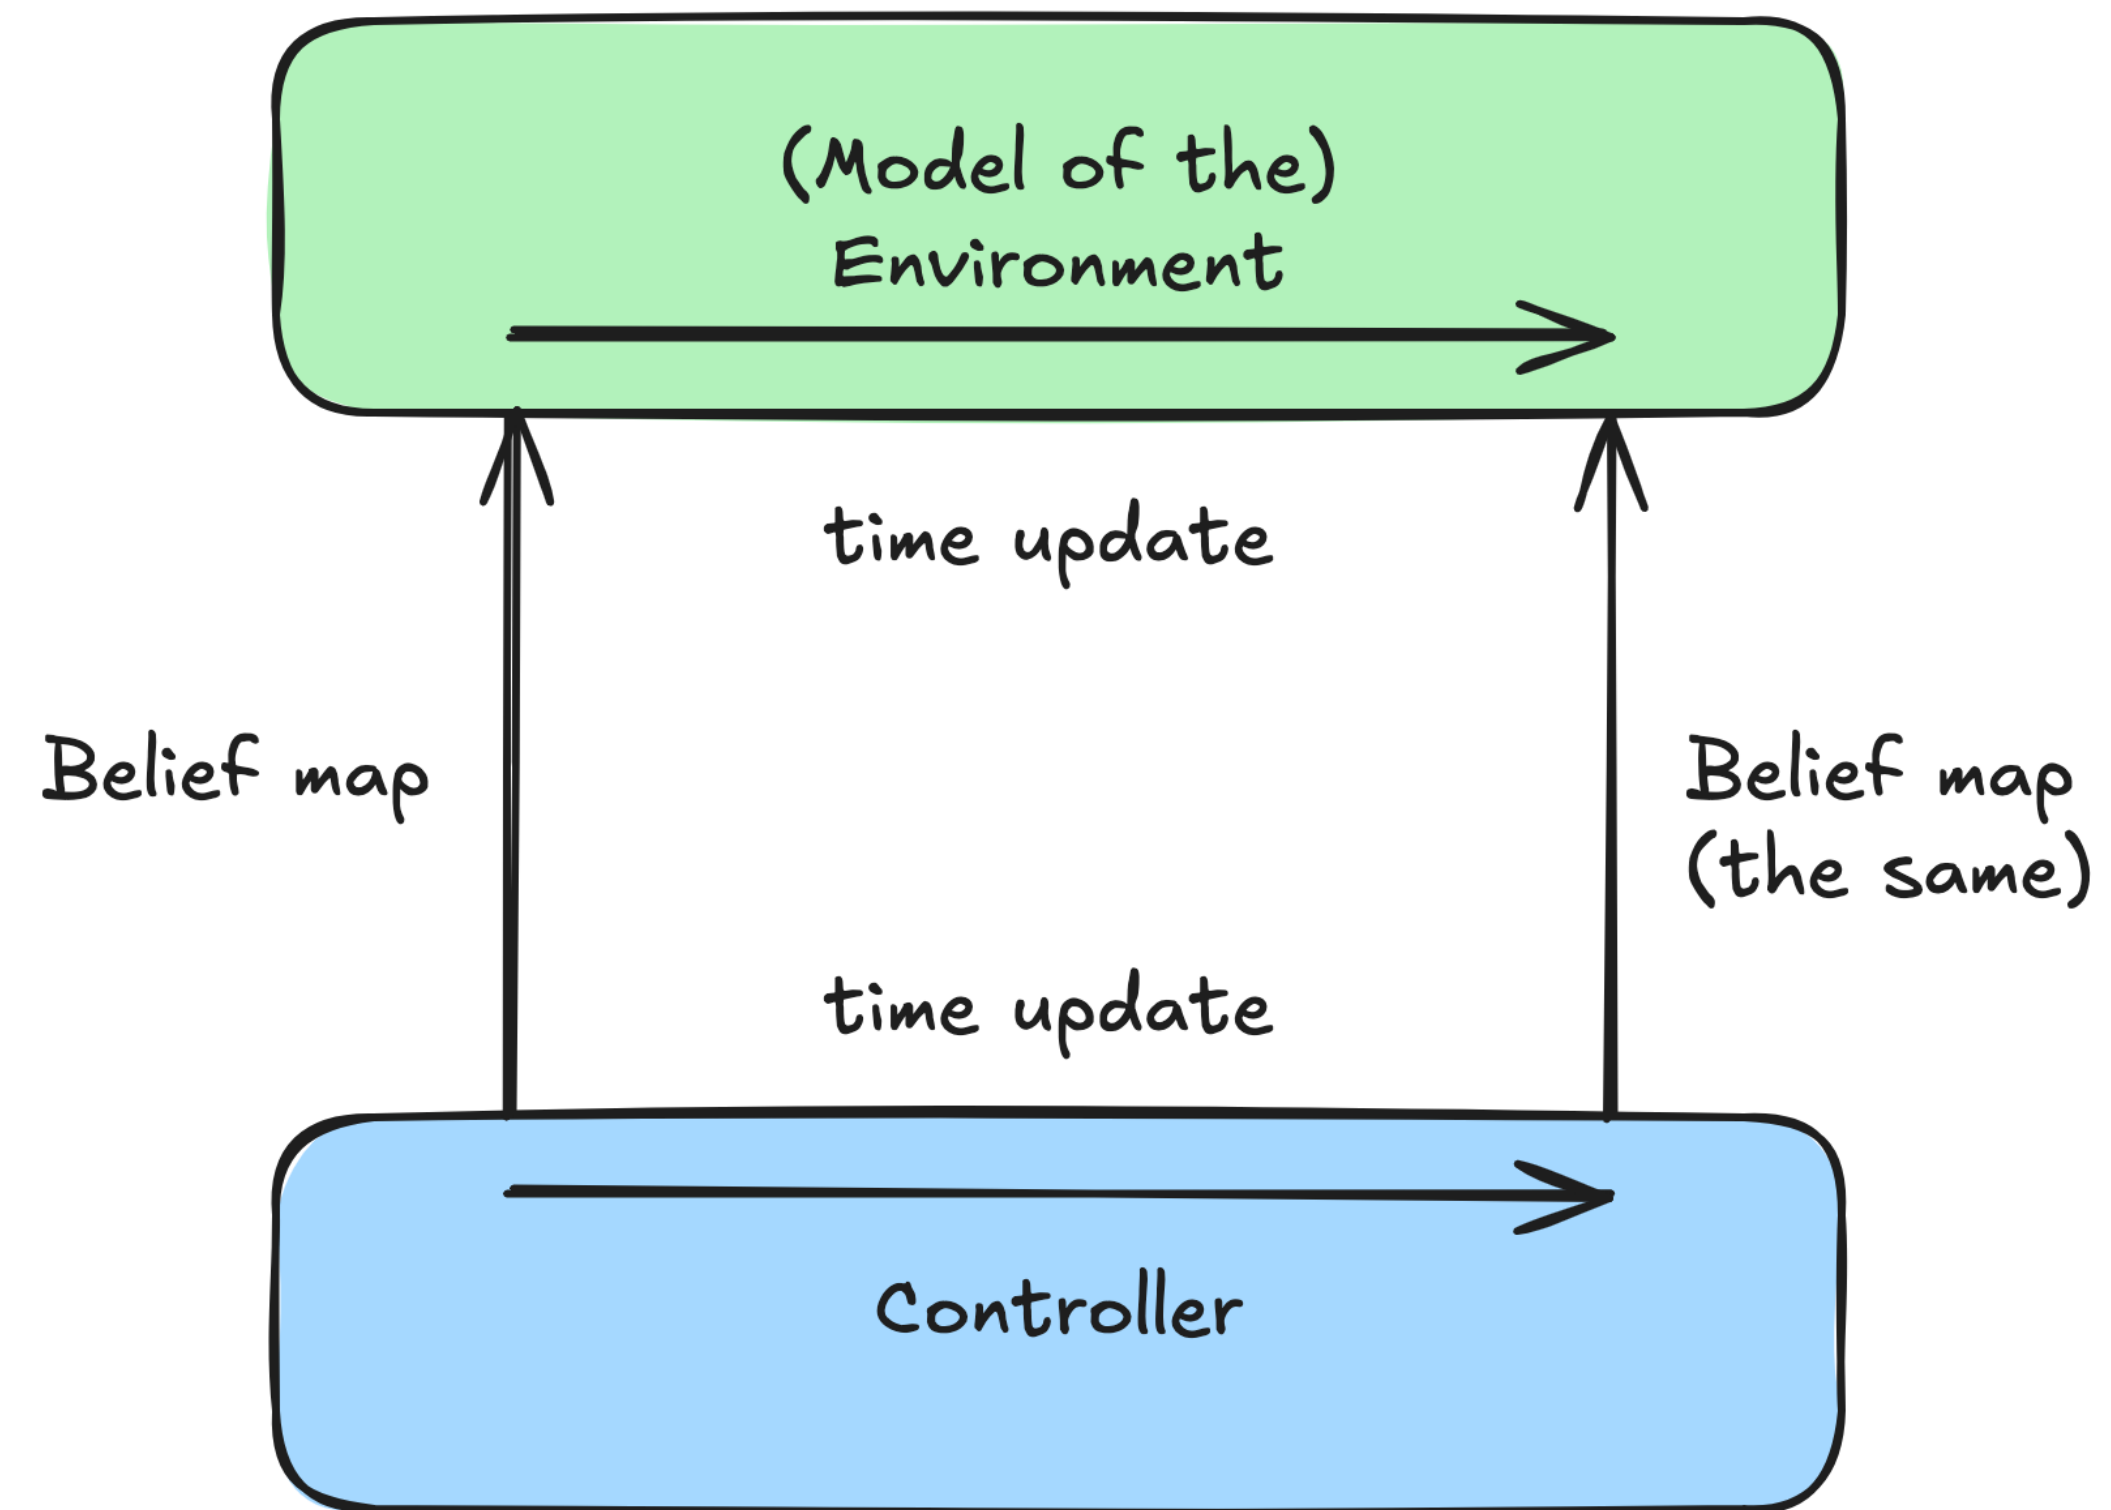 (Model of the)
Environment
time update
Belief map
Belief map
(the same)
time update
Controller